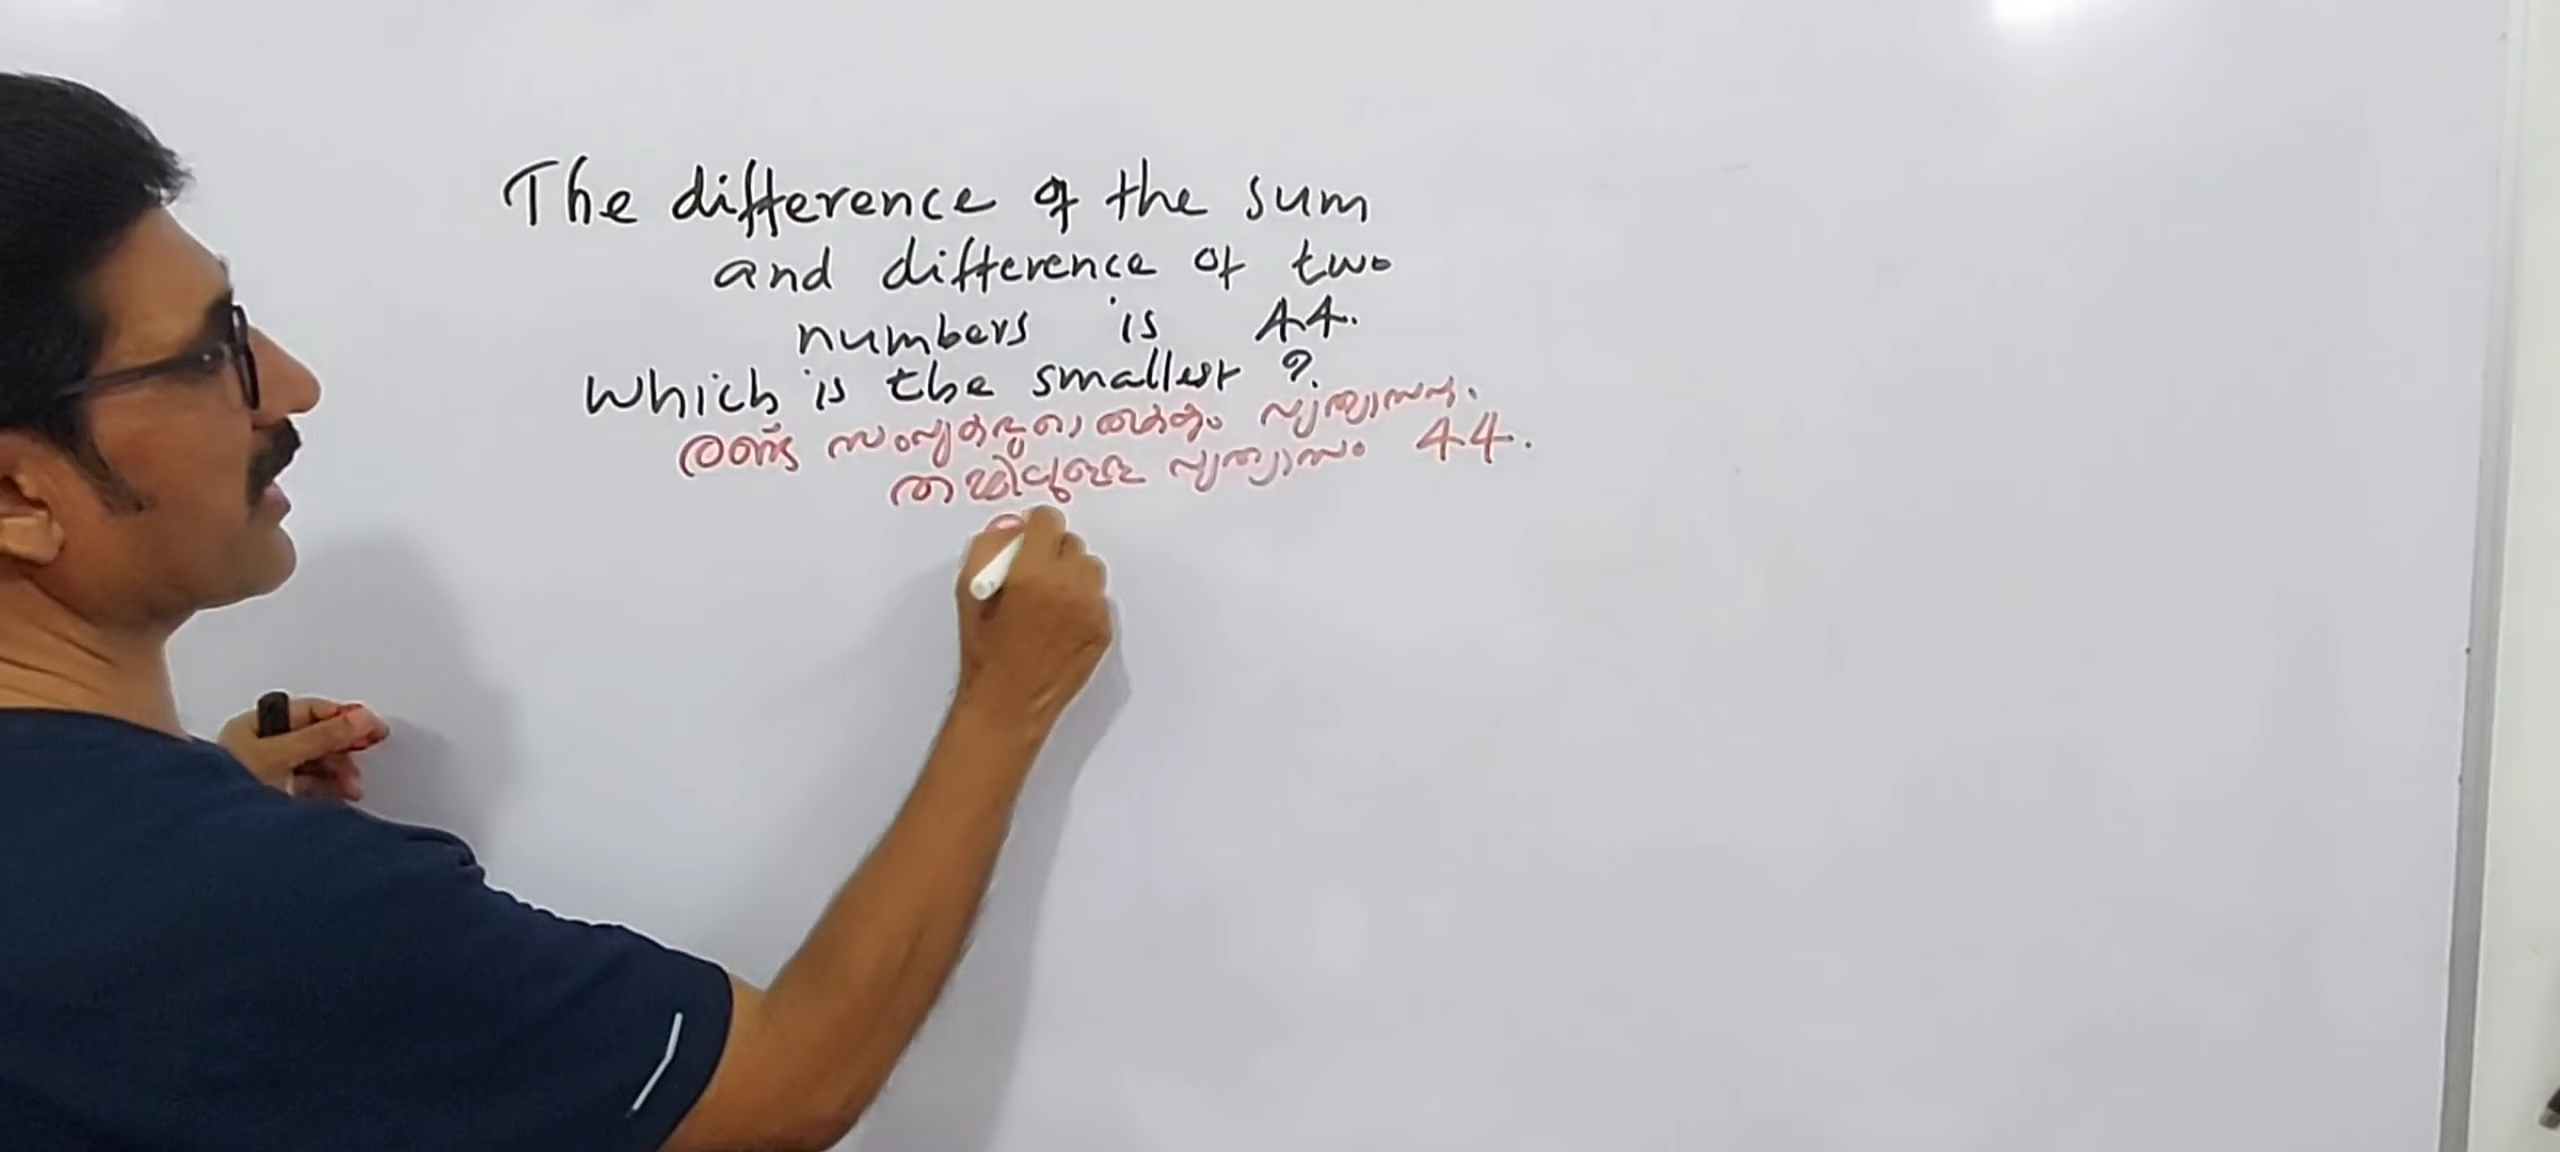 The difference of the sum
and difference of two
numbers is 44.
Which is the smallest ?
രണ്ടു സംഖ്യകളുടെ തുകയും വ്യത്യാസവും.
തമ്മിലുള്ള വ്യത്യാസം 44.